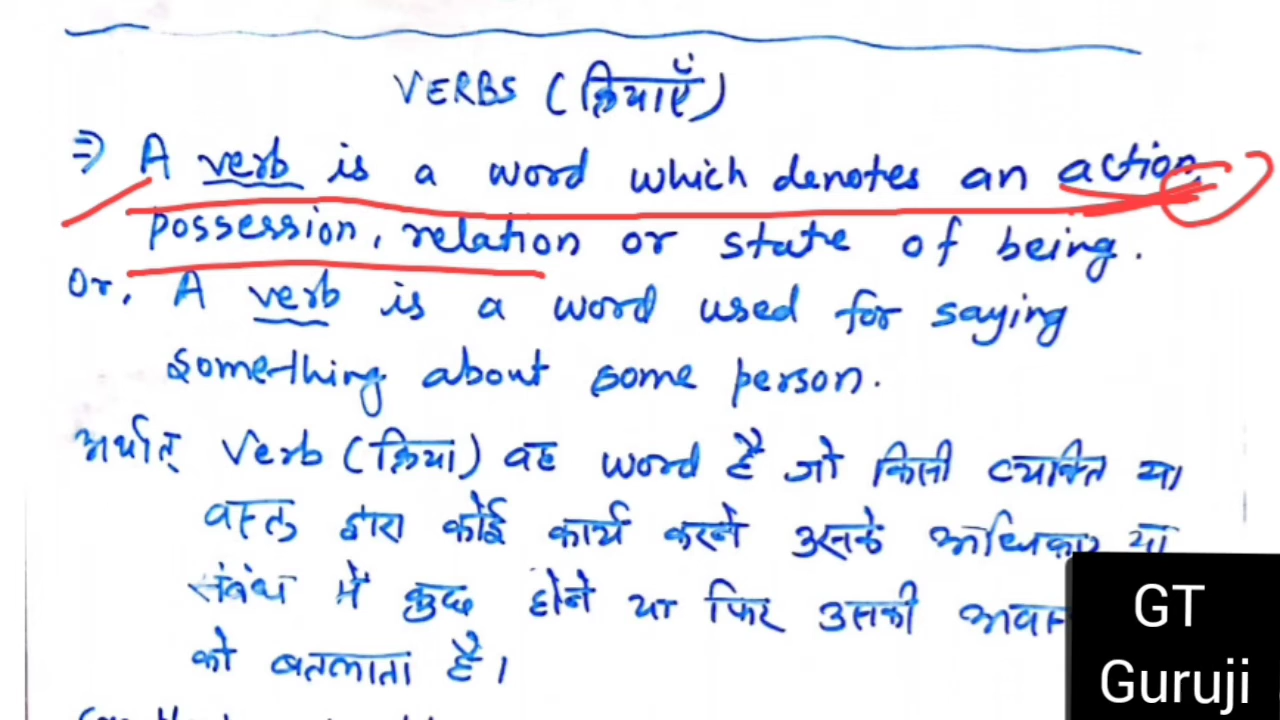 VERBS (क्रियाएँ)
⇒ A verb is a word which denotes an action,
possession, relation or state of being.
Or, A verb is a word used for saying
something about some person.
अर्थात् Verb (क्रिया) वह word है जो किसी व्यक्ति या
वस्तु द्वारा कोई कार्य करने उसके अधिकार या
संबंध में कुछ होने या फिर उसकी
को बतलाता है।
GT
Guruji